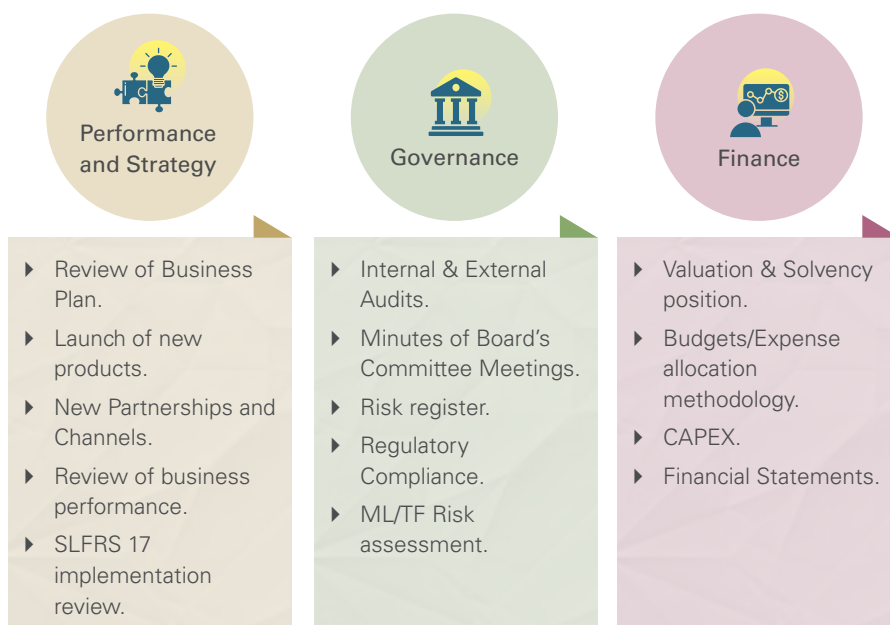 Performance
and Strategy
Review of Business
Plan.
Launch of new
products.
New Partnerships and
Channels.
Review of business
performance.
SLFRS 17
implementation
review.
Governance
Internal & External
Audits.
Minutes of Board's
Committee Meetings.
Risk register.
Regulatory
Compliance.
ML/TF Risk
assessment.
Finance
Valuation & Solvency
position.
Budgets/Expense
allocation
methodology.
CAPEX.
Financial Statements.